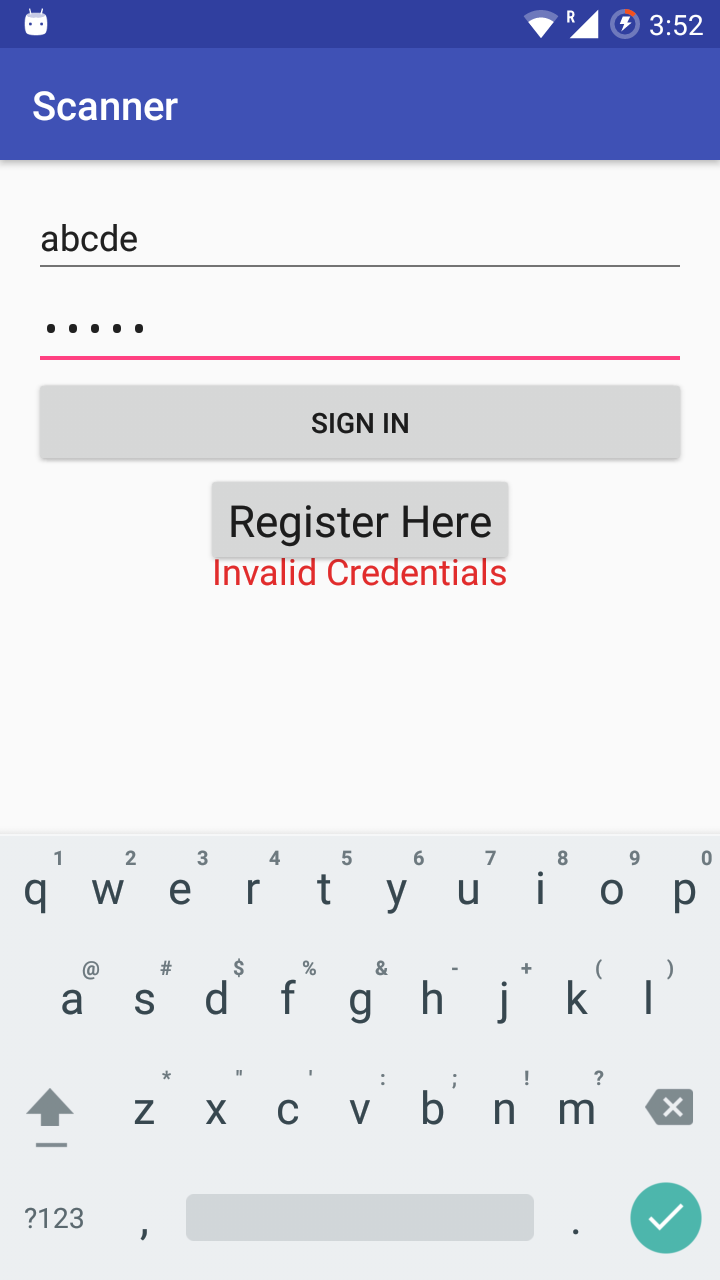 R 3:52
Scanner
abcde
•••••
SIGN IN
Register Here
Invalid Credentials
1 2 3 4 5 6 7 8 9 0
q w e r t y u i o p
@ # $ % & - + ( )
a s d f g h j k l
* " ' : ; ! ?
z x c v b n m
?123 , .